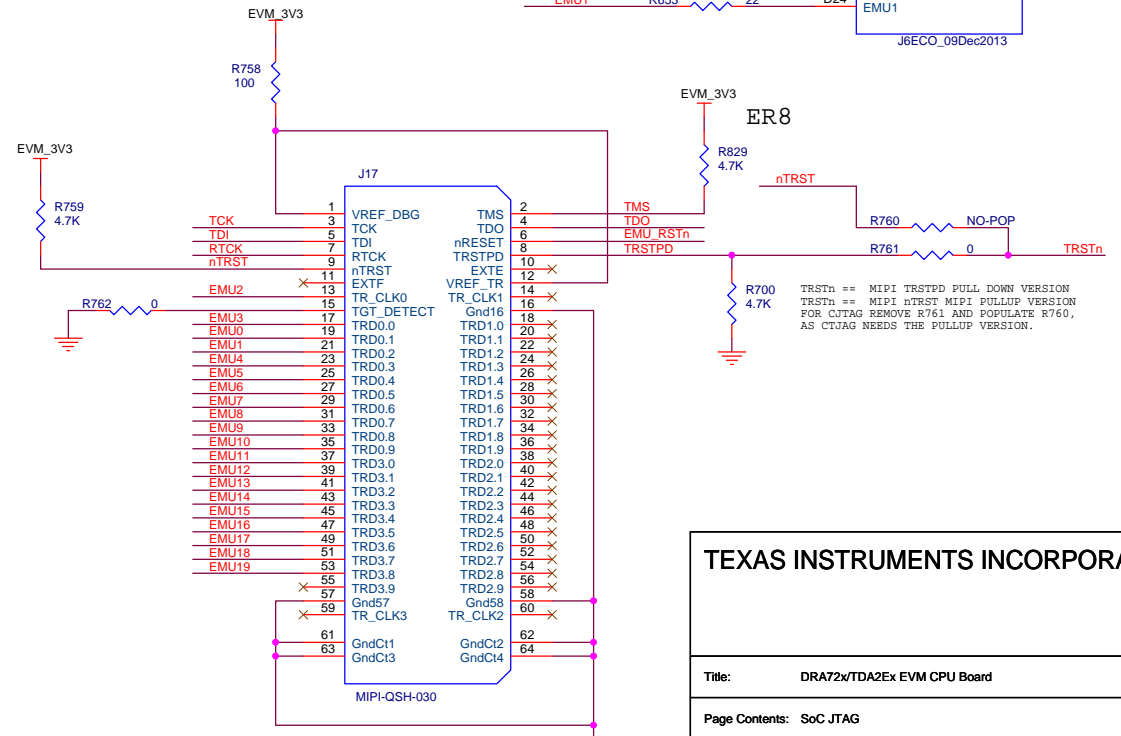 EMU1 R633 22 D24 EMU1
J6ECO_09Dec2013
EVM_3V3
R758
100
EVM_3V3
ER8
R829
4.7K
EVM_3V3
R759
4.7K
J17
nTRST
R760 NO-POP
R761 0
TRSTn
R700
4.7K
TRSTn == MIPI TRSTPD PULL DOWN VERSION
TRSTn == MIPI nTRST MIPI PULLUP VERSION
FOR CJTAG REMOVE R761 AND POPULATE R760,
AS CTJAG NEEDS THE PULLUP VERSION.
R762 0
1 VREF_DBG TMS 2 TMS
TCK 3 TCK TDO 4 TDO
TDI 5 TDI nRESET 6 EMU_RSTn
RTCK 7 RTCK TRSTPD 8 TRSTPD
nTRST 9 nTRST EXTE 10
11 EXTF VREF_TR 12
EMU2 13 TR_CLK0 TR_CLK1 14
15 TGT_DETECT Gnd16 16
EMU3 17 TRD0.0 TRD1.0 18
EMU0 19 TRD0.1 TRD1.1 20
EMU1 21 TRD0.2 TRD1.2 22
EMU4 23 TRD0.3 TRD1.3 24
EMU5 25 TRD0.4 TRD1.4 26
EMU6 27 TRD0.5 TRD1.5 28
EMU7 29 TRD0.6 TRD1.6 30
EMU8 31 TRD0.7 TRD1.7 32
EMU9 33 TRD0.8 TRD1.8 34
EMU10 35 TRD0.9 TRD1.9 36
EMU11 37 TRD3.0 TRD2.0 38
EMU12 39 TRD3.1 TRD2.1 40
EMU13 41 TRD3.2 TRD2.2 42
EMU14 43 TRD3.3 TRD2.3 44
EMU15 45 TRD3.4 TRD2.4 46
EMU16 47 TRD3.5 TRD2.5 48
EMU17 49 TRD3.6 TRD2.6 50
EMU18 51 TRD3.7 TRD2.7 52
EMU19 53 TRD3.8 TRD2.8 54
55 TRD3.9 TRD2.9 56
57 Gnd57 Gnd58 58
59 TR_CLK3 TR_CLK2 60
61 GndCt1 GndCt2 62
63 GndCt3 GndCt4 64
MIPI-QSH-030
TEXAS INSTRUMENTS INCORPORA
Title: DRA72x/TDA2Ex EVM CPU Board
Page Contents: SoC JTAG